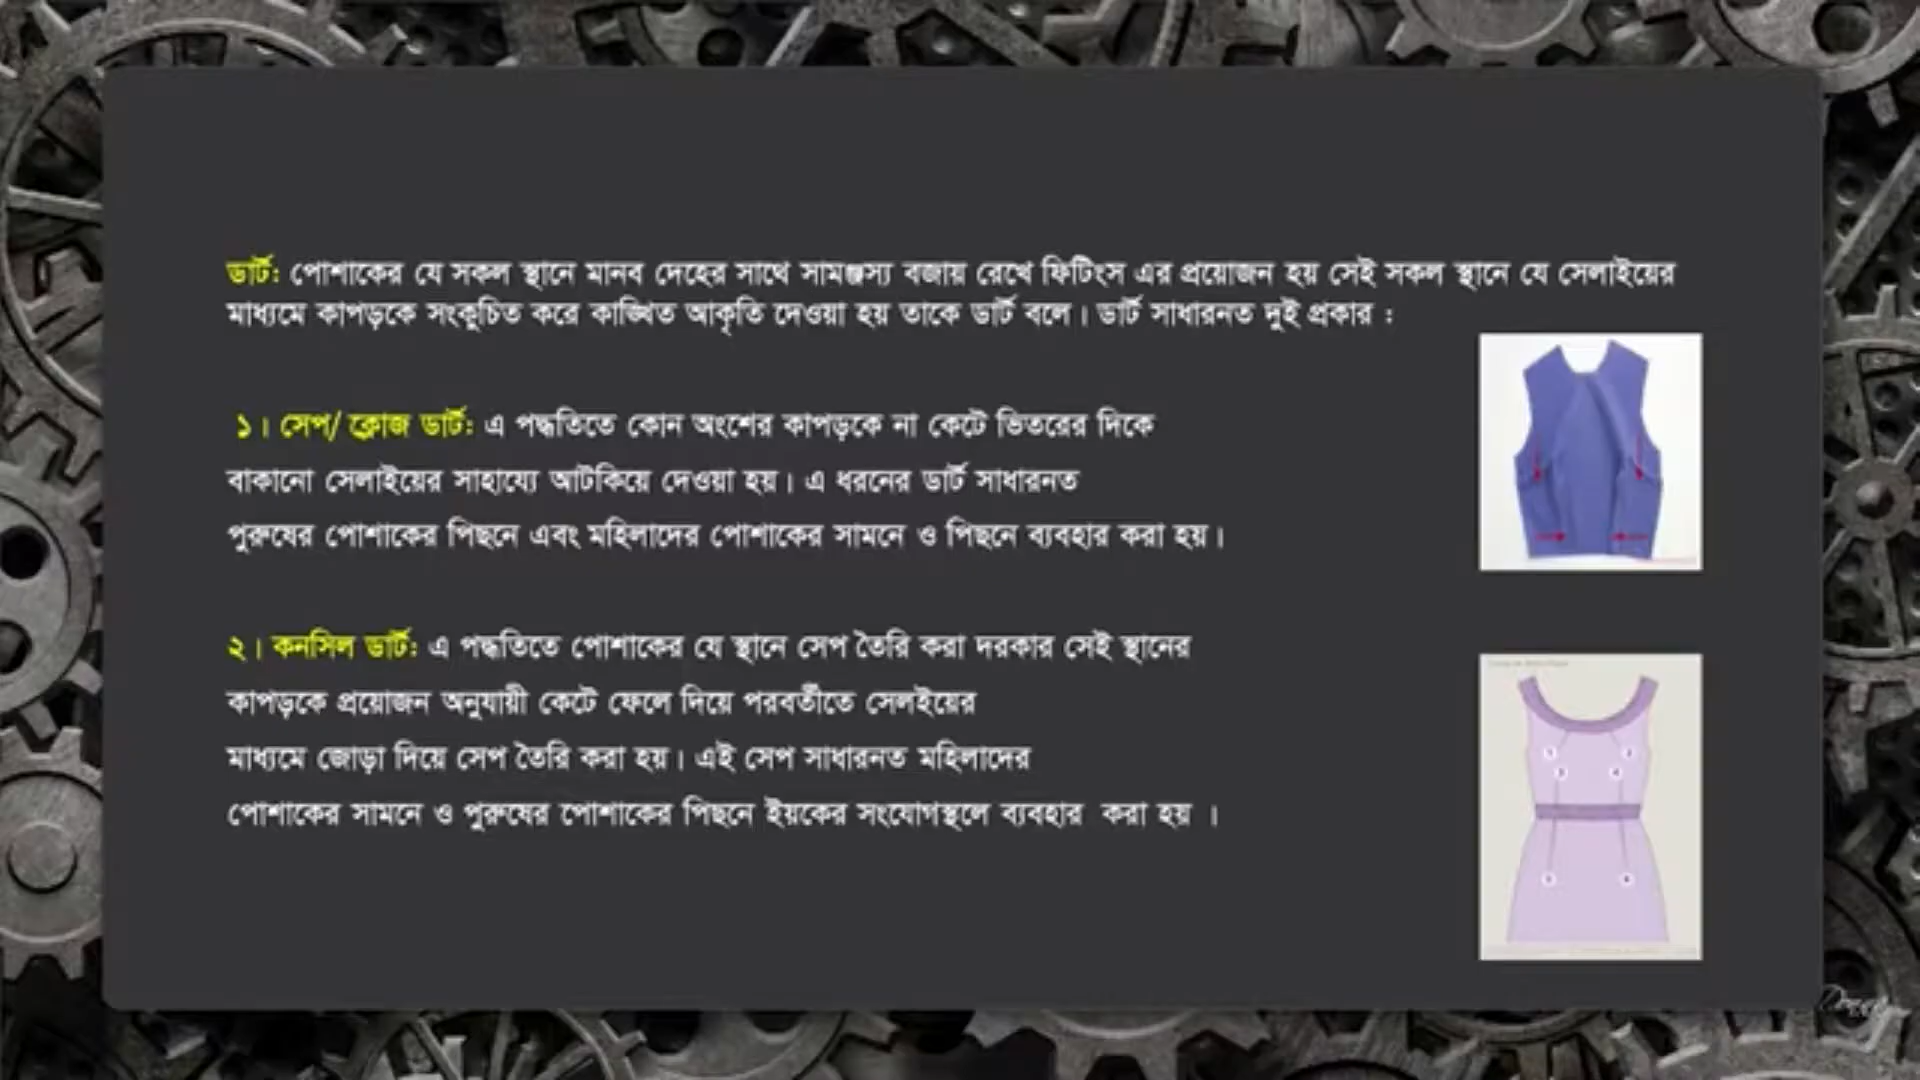 ডার্ট: পোশাকের যে সকল স্থানে মানব দেহের সাথে সামঞ্জস্য বজায় রেখে ফিটিংস এর প্রয়োজন হয় সেই সকল স্থানে যে সেলাইয়ের
মাধ্যমে কাপড়কে সংকুচিত করে কাঙ্খিত আকৃতি দেওয়া হয় তাকে ডার্ট বলে। ডার্ট সাধারনত দুই প্রকার :
১। সেপ/ ক্লোজ ডার্ট: এ পদ্ধতিতে কোন অংশের কাপড়কে না কেটে ভিতরের দিকে
বাকানো সেলাইয়ের সাহায্যে আটকিয়ে দেওয়া হয়। এ ধরনের ডার্ট সাধারনত
পুরুষের পোশাকের পিছনে এবং মহিলাদের পোশাকের সামনে ও পিছনে ব্যবহার করা হয়।
২। কনসিল ডার্ট: এ পদ্ধতিতে পোশাকের যে স্থানে সেপ তৈরি করা দরকার সেই স্থানের
কাপড়কে প্রয়োজন অনুযায়ী কেটে ফেলে দিয়ে পরবর্তীতে সেলইয়ের
মাধ্যমে জোড়া দিয়ে সেপ তৈরি করা হয়। এই সেপ সাধারনত মহিলাদের
পোশাকের সামনে ও পুরুষের পোশাকের পিছনে ইয়কের সংযোগস্থলে ব্যবহার করা হয় ।